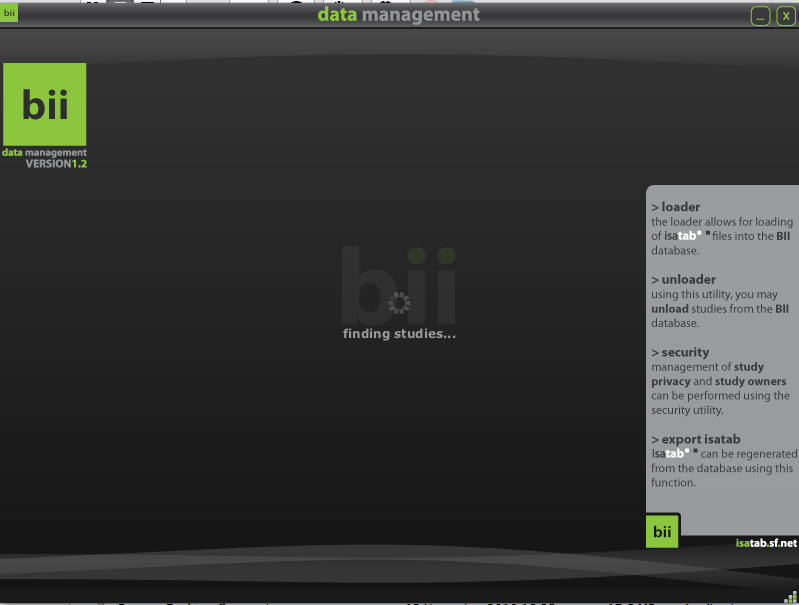 bii
data management
X
bii
data management
VERSION1.2
bii
finding studies...
> loader
the loader allows for loading
of isatab files into the BII
database.
> unloader
using this utility, you may
unload studies from the BII
database.
> security
management of study
privacy and study owners
can be performed using the
security utility.
> export isatab
isatab can be regenerated
from the database using this
function.
bii
isatab.sf.net